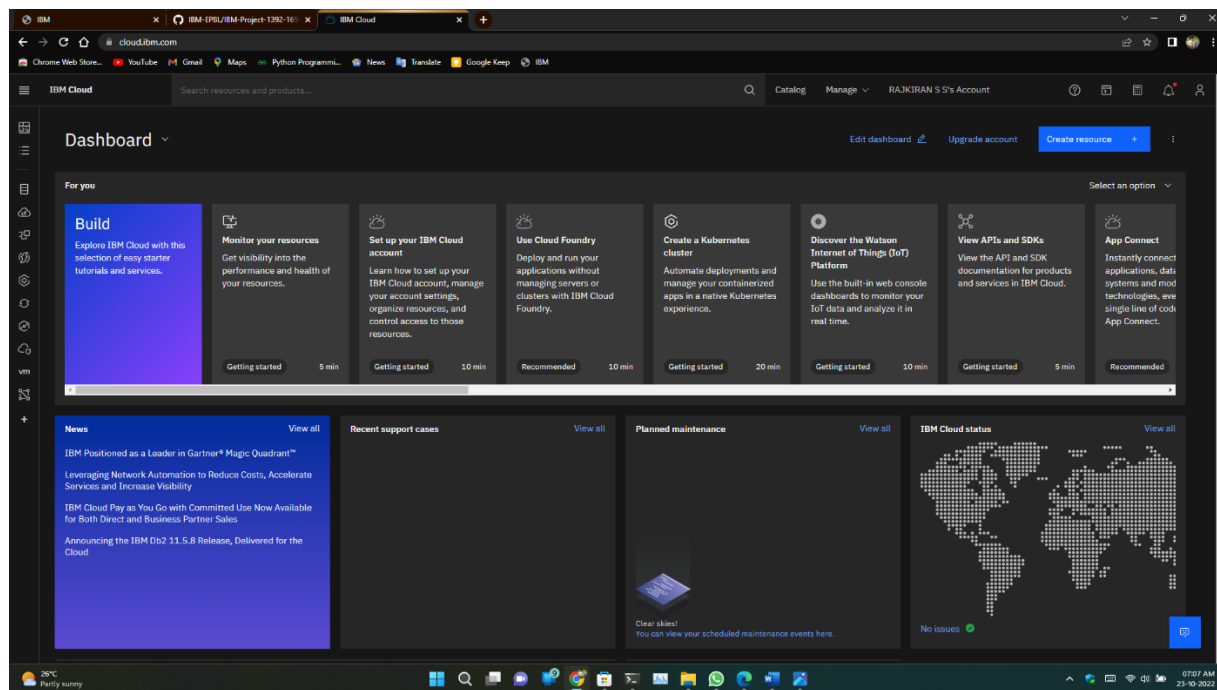 IBM
IBM-EPBL/IBM-Project-1392-165
IBM Cloud
cloud.ibm.com
Chrome Web Store...
YouTube
Gmail
Maps
Python Programmi...
News
Translate
Google Keep
IBM
IBM Cloud
Search resources and products...
Catalog
Manage
RAJKIRAN S S's Account
Dashboard
Edit dashboard
Upgrade account
Create resource +
For you
Select an option
Build
Explore IBM Cloud with this
selection of easy starter
tutorials and services.
Monitor your resources
Get visibility into the
performance and health of
your resources.
Getting started
5 min
Set up your IBM Cloud
account
Learn how to set up your
IBM Cloud account, manage
your account settings,
organize resources, and
control access to those
resources.
Getting started
10 min
Use Cloud Foundry
Deploy and run your
applications without
managing servers or
clusters with IBM Cloud
Foundry.
Recommended
10 min
Create a Kubernetes
cluster
Automate deployments and
manage your containerized
apps in a native Kubernetes
experience.
Getting started
20 min
Discover the Watson
Internet of Things (IoT)
Platform
Use the built-in web console
dashboards to monitor your
IoT data and analyze it in
real time.
Getting started
10 min
View APIs and SDKs
View the API and SDK
documentation for products
and services in IBM Cloud.
Getting started
5 min
App Connect
Instantly connect
applications, data
systems and mod
technologies, eve
single line of code
App Connect.
Recommended
vm
News
View all
IBM Positioned as a Leader in Gartner® Magic Quadrant™
Leveraging Network Automation to Reduce Costs, Accelerate
Services and Increase Visibility
IBM Cloud Pay as You Go with Committed Use Now Available
for Both Direct and Business Partner Sales
Announcing the IBM Db2 11.5.8 Release, Delivered for the
Cloud
Recent support cases
View all
Planned maintenance
View all
Clear skies!
You can view your scheduled maintenance events here.
IBM Cloud status
View all
No issues
26°C
Partly sunny
07:07 AM
23-10-2022